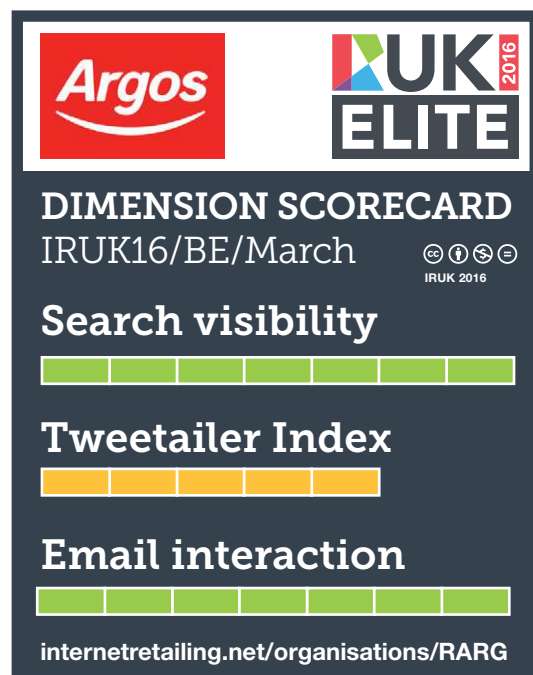 Argos
UK 2016
ELITE
DIMENSION SCORECARD
IRUK16/BE/March
cc
IRUK 2016
Search visibility
Tweetailer Index
Email interaction
internetretailing.net/organisations/RARG